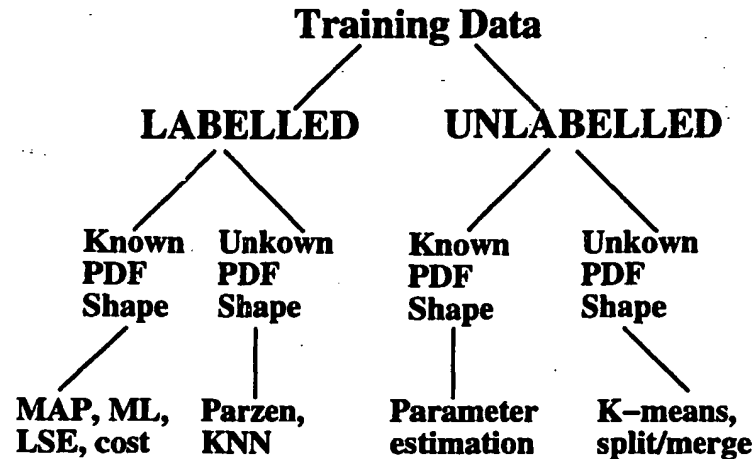 Training Data
LABELLED
UNLABELLED
Known
PDF
Shape
Unkown
PDF
Shape
Known
PDF
Shape
Unkown
PDF
Shape
MAP, ML,
LSE, cost
Parzen,
KNN
Parameter
estimation
K–means,
split/merge